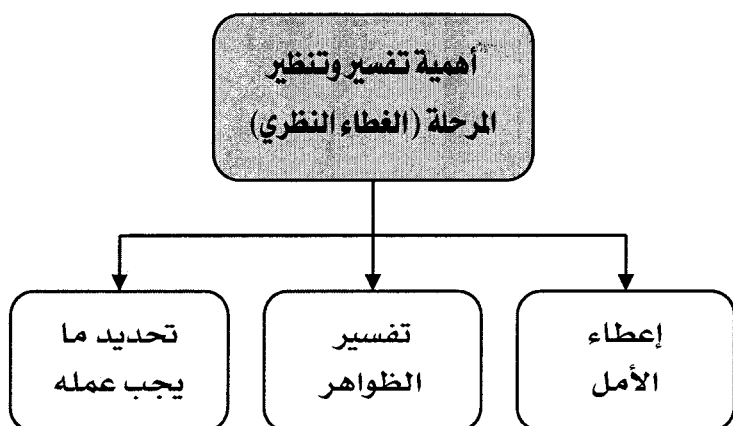 أهمية تفسير وتنظير
المرحلة (الغطاء النظري)
إعطاء
الأمل
تفسير
الظواهر
تحديد ما
يجب عمله